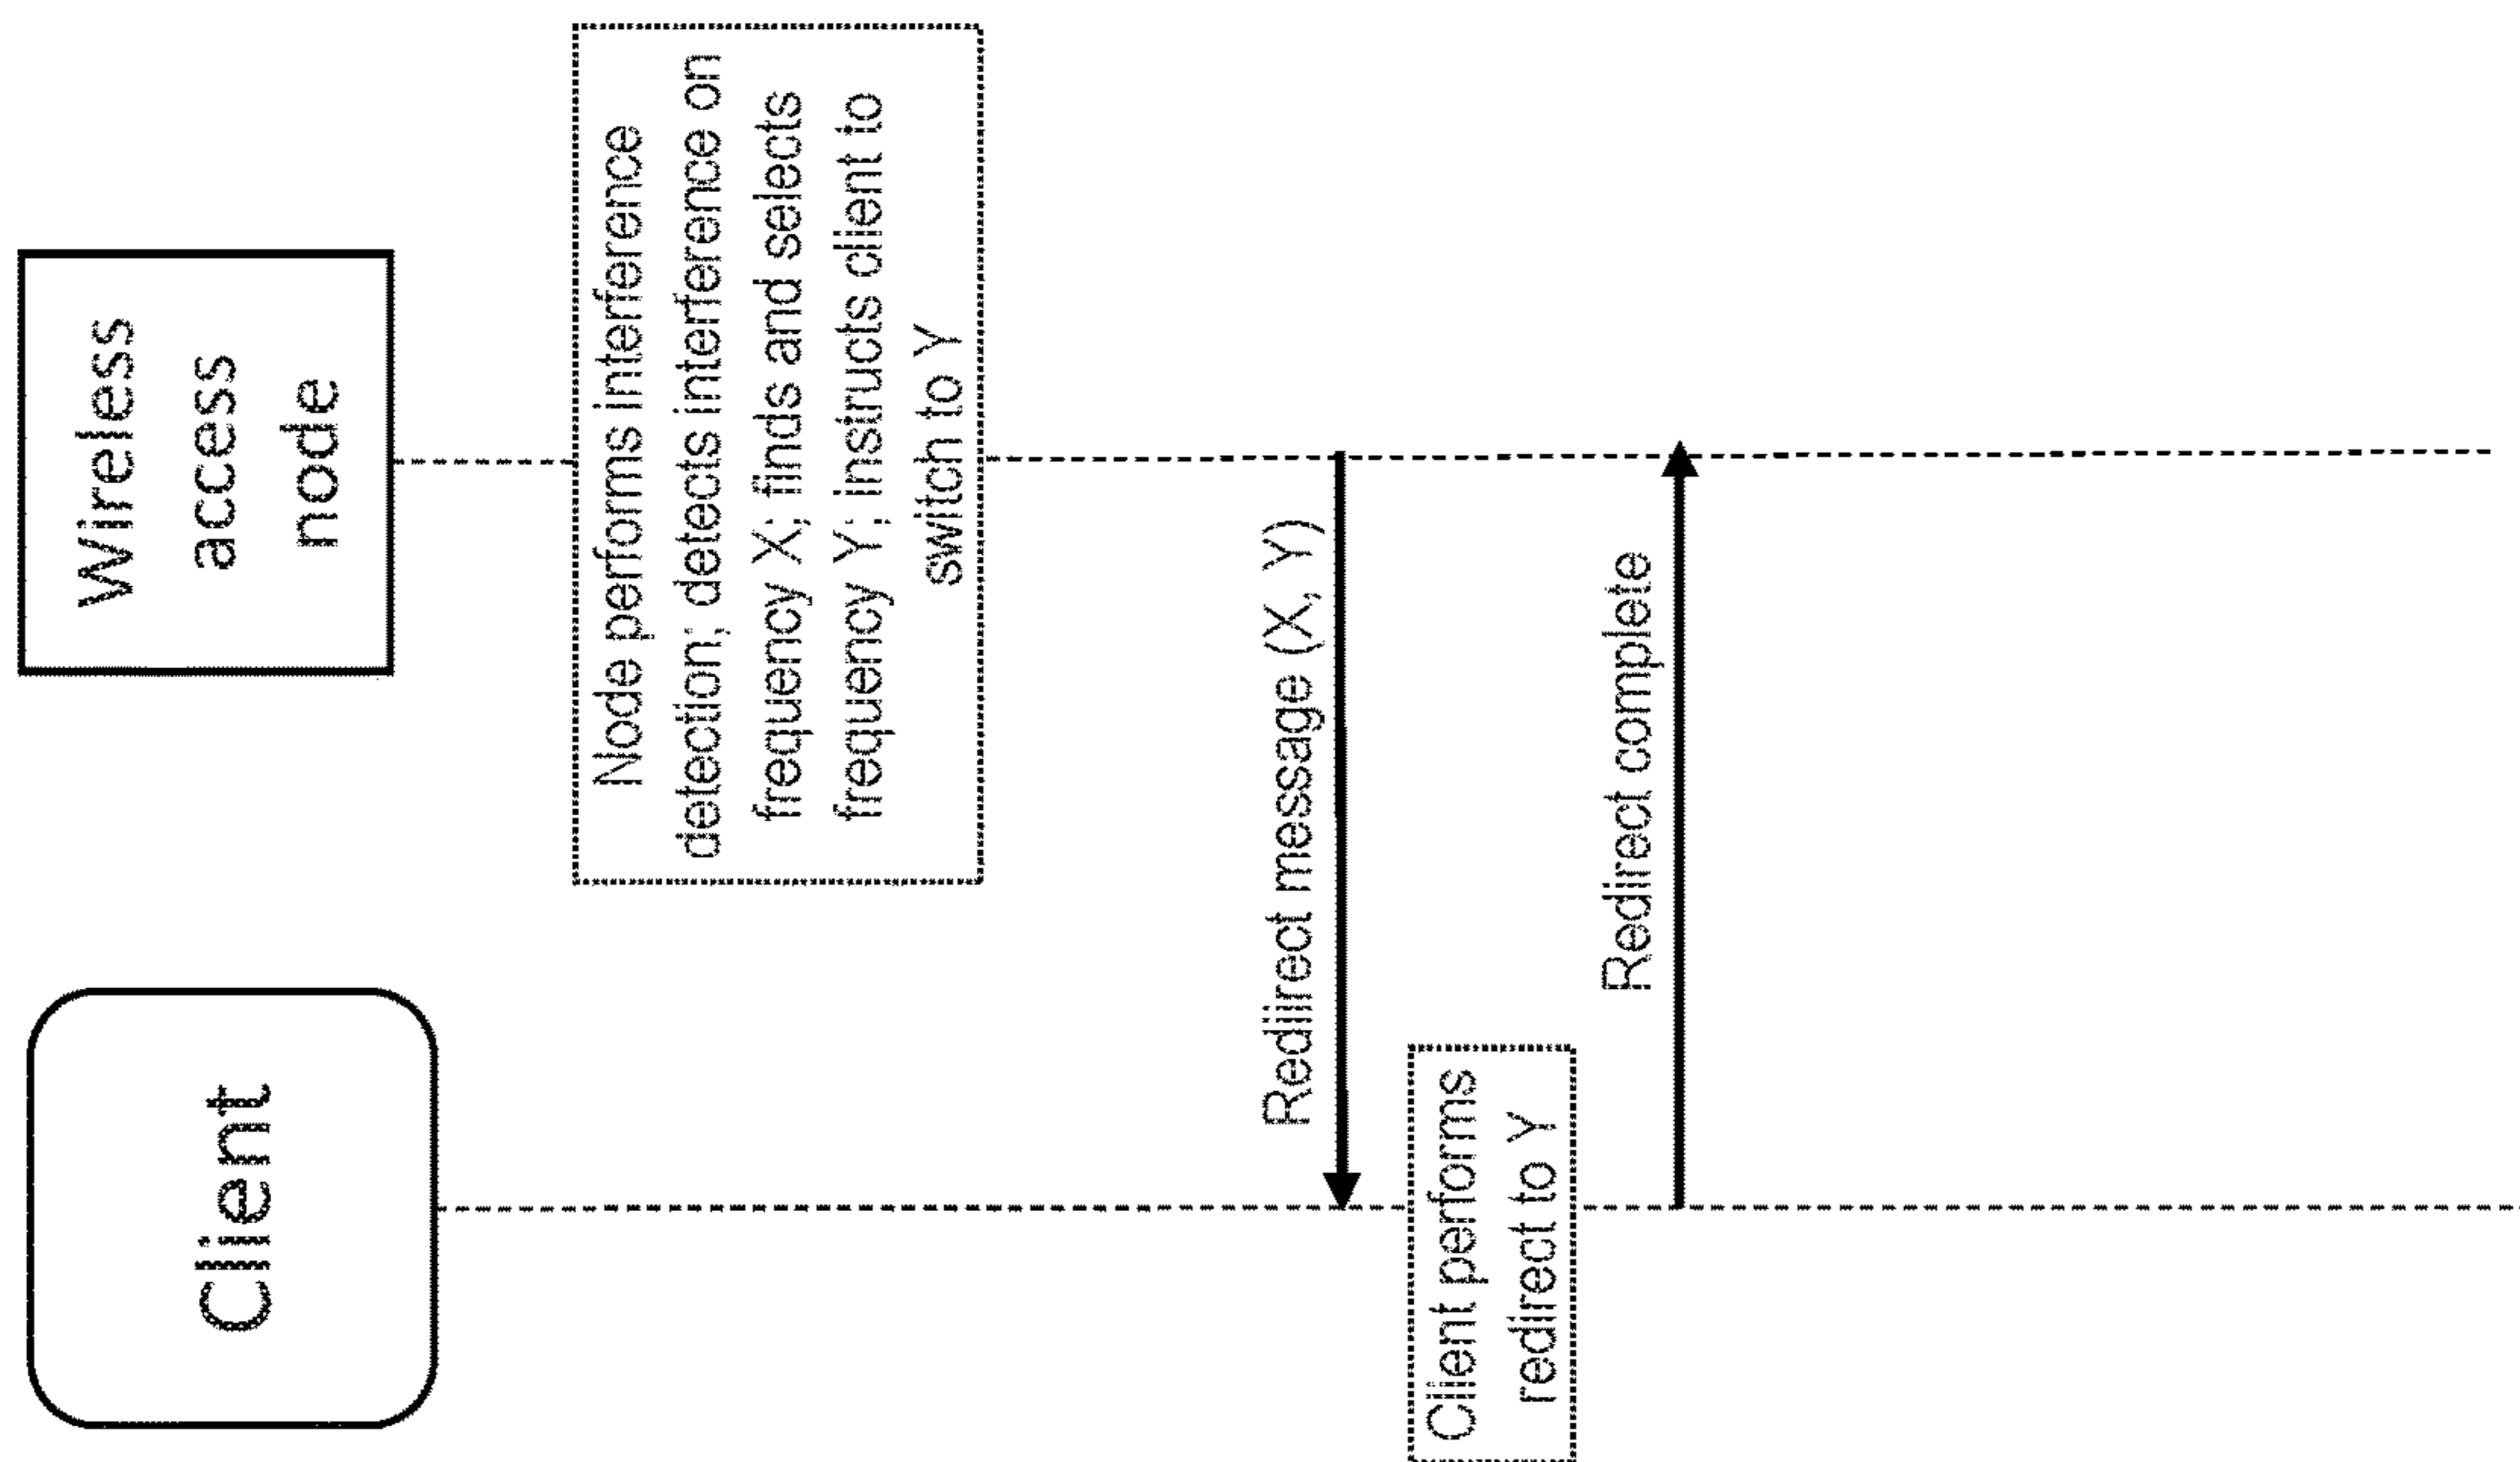 Client
Wireless
access
node
Node performs interference
detection; detects interference on
frequency X; finds and selects
frequency Y; instructs client to
switch to Y
Redirect message (X, Y)
Client performs
redirect to Y
Redirect complete